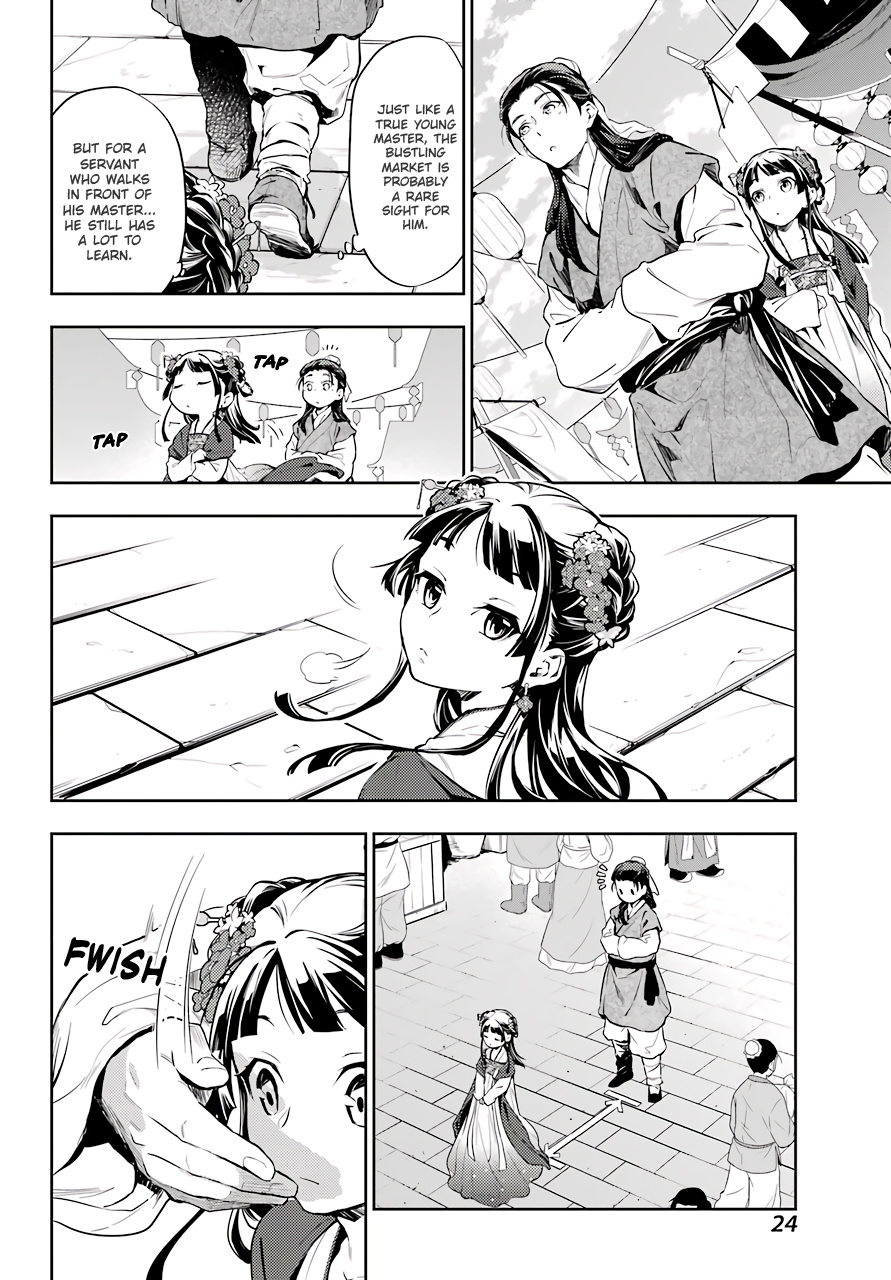 JUST LIKE A
TRUE YOUNG
MASTER, THE
BUSTLING
MARKET IS
PROBABLY
A RARE
SIGHT FOR
HIM.
BUT FOR A
SERVANT
WHO WALKS
IN FRONT OF
HIS MASTER...
HE STILL HAS
A LOT TO
LEARN.
TAP
TAP
FWISH
24